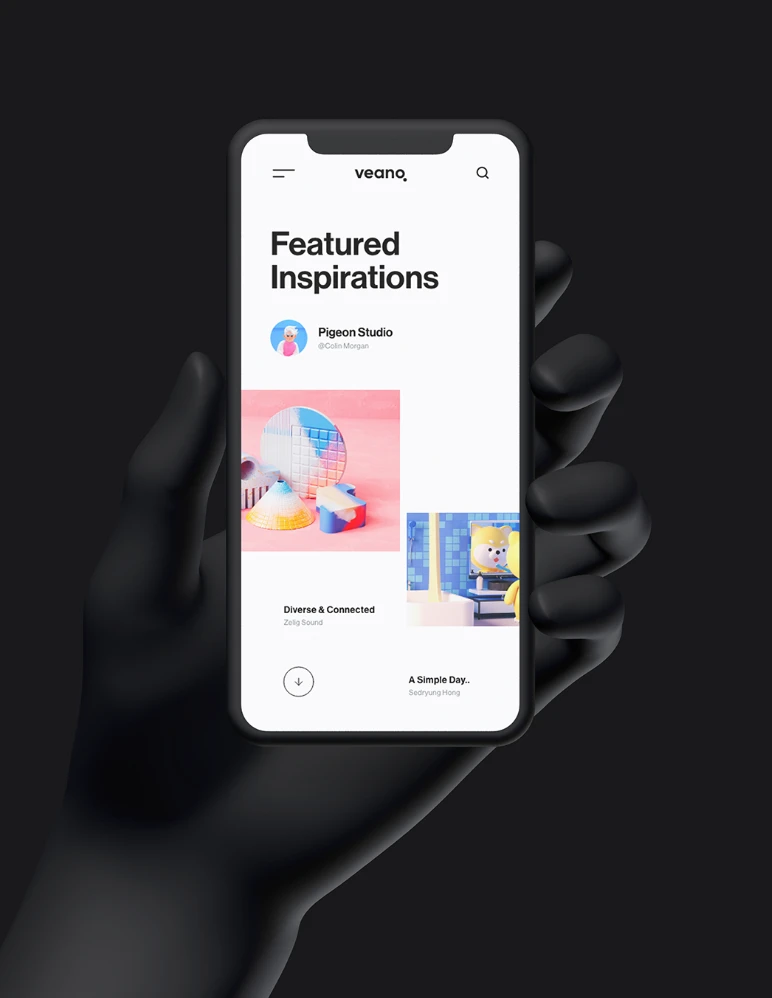 veano
Featured
Inspirations
Pigeon Studio
@Colin Morgan
Diverse & Connected
Zelig Sound
A Simple Day..
Sedryung Hong